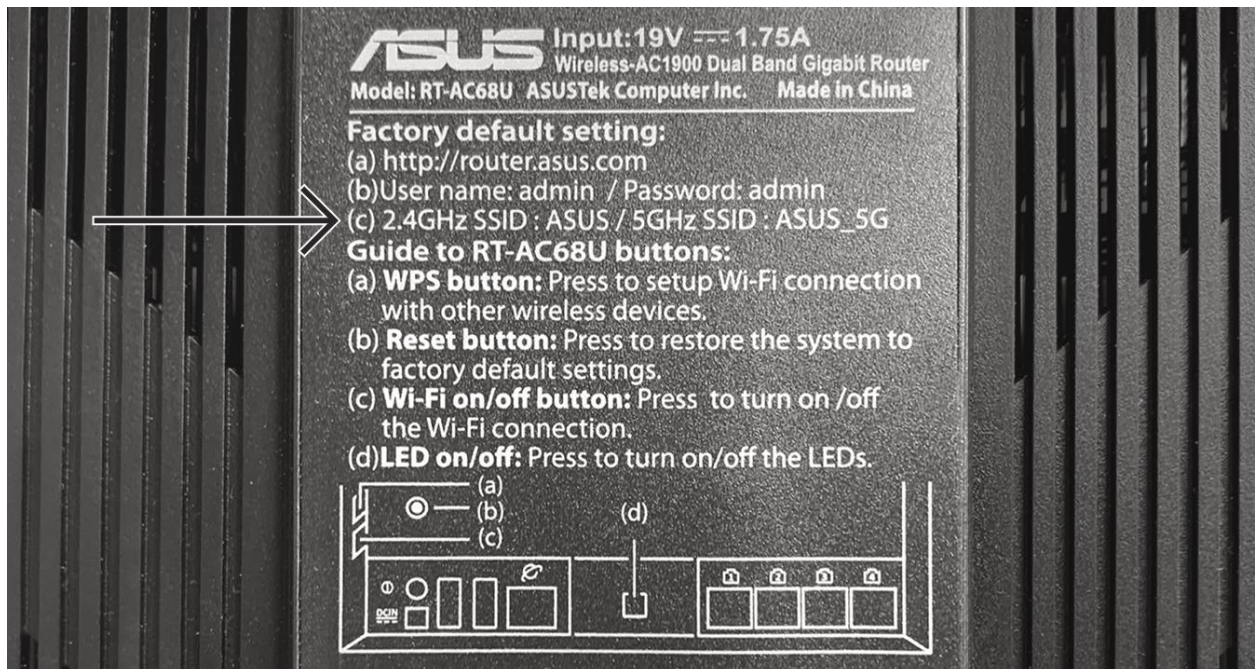 ASUS Input:19V ⎓ 1.75A
Wireless-AC1900 Dual Band Gigabit Router
Model: RT-AC68U ASUSTek Computer Inc. Made in China
Factory default setting:
(a) http://router.asus.com
(b)User name: admin / Password: admin
(c) 2.4GHz SSID : ASUS / 5GHz SSID : ASUS_5G
Guide to RT-AC68U buttons:
(a) WPS button: Press to setup Wi-Fi connection
with other wireless devices.
(b) Reset button: Press to restore the system to
factory default settings.
(c) Wi-Fi on/off button: Press to turn on /off
the Wi-Fi connection.
(d)LED on/off: Press to turn on/off the LEDs.
(a)
(b) (d)
(c)
1 2 3 4
DCIN